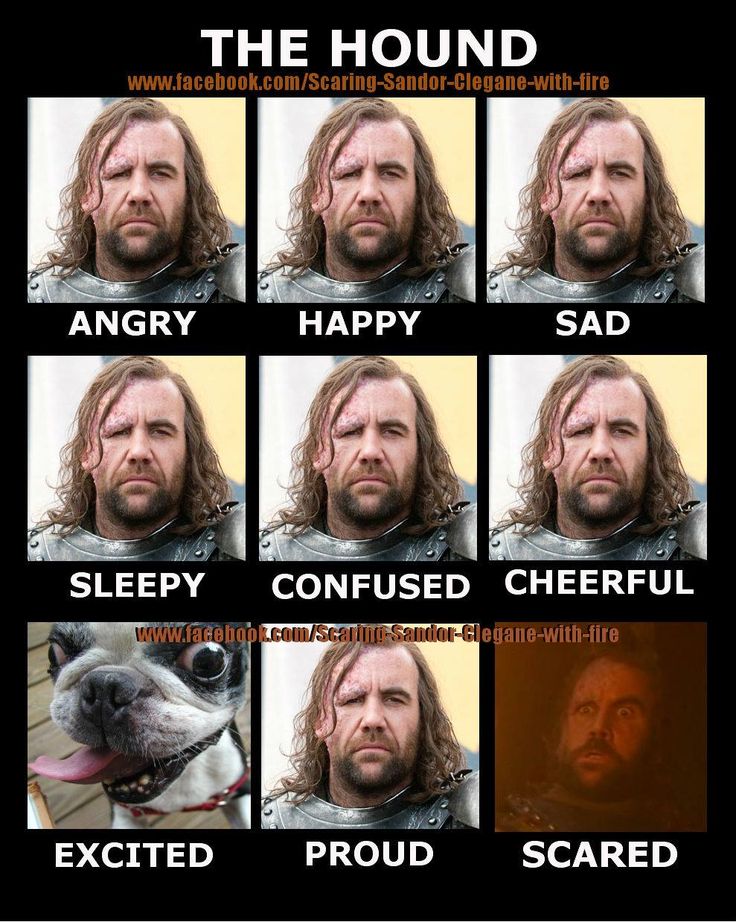 THE HOUND
www.facebook.com/Scaring-Sandor-Clegane-with-fire
ANGRY HAPPY SAD
SLEEPY CONFUSED CHEERFUL
www.facebook.com/Scaring-Sandor-Clegane-with-fire
EXCITED PROUD SCARED